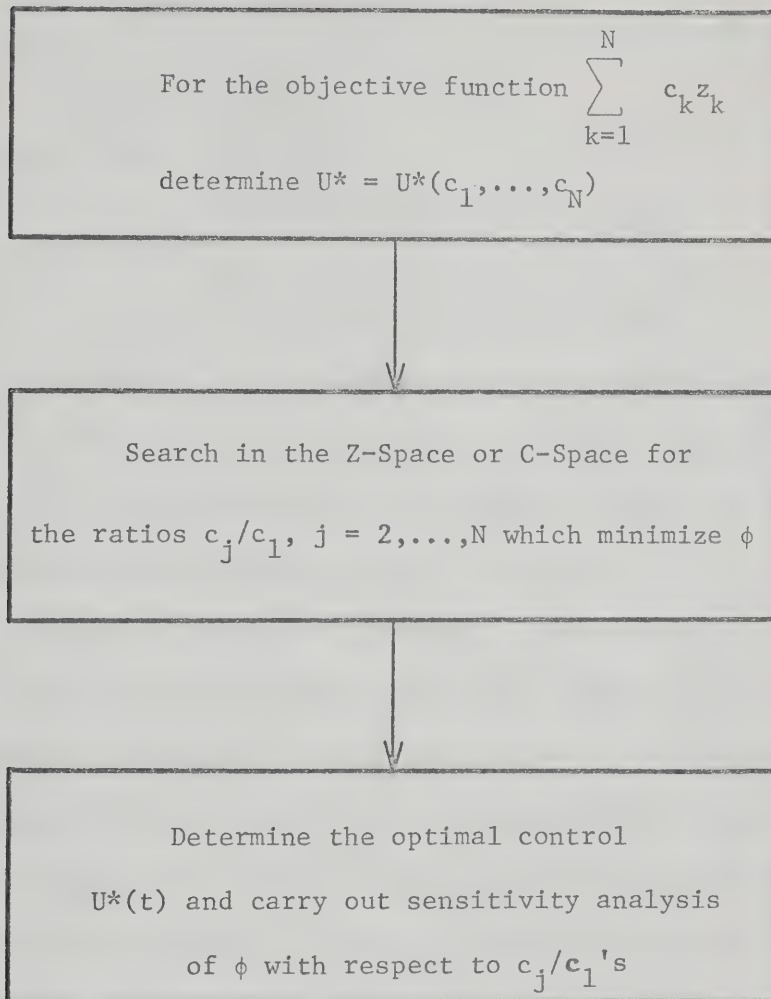 For the objective function N ∑ k=1 c_k z_k
determine U* = U*(c_1,...,c_N)
Search in the Z-Space or C-Space for
the ratios c_j/c_1, j = 2,...,N which minimize φ
Determine the optimal control
U*(t) and carry out sensitivity analysis
of φ with respect to c_j/c_1's